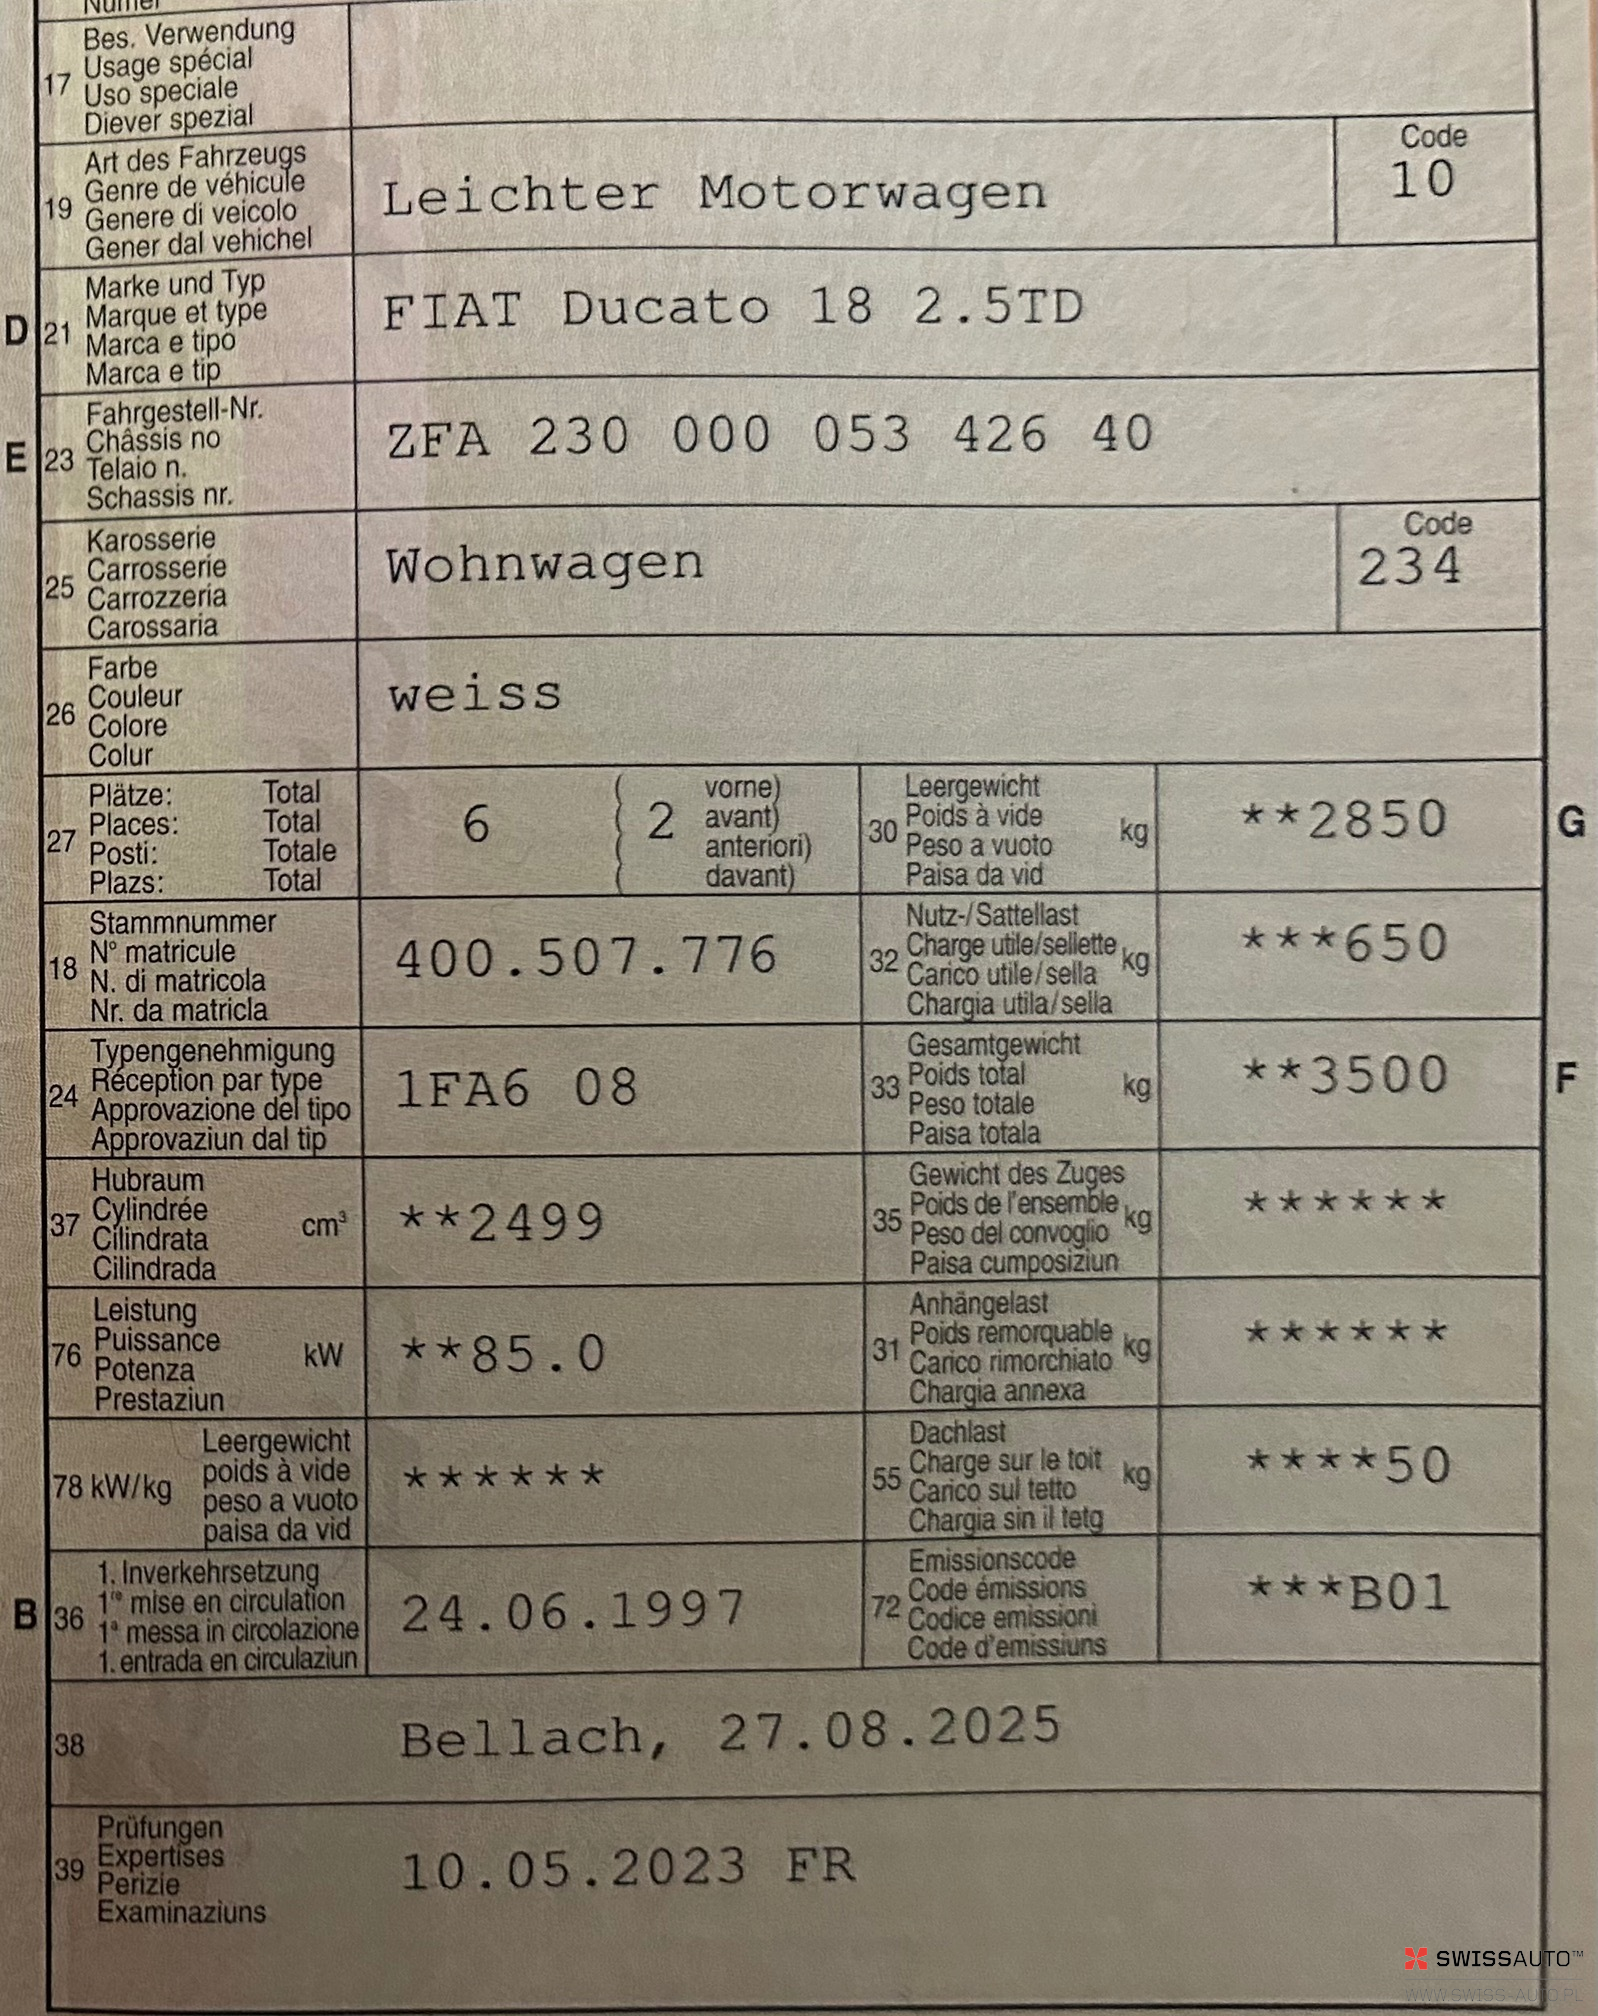 Numer
17 Bes. Verwendung
Usage spécial
Uso speciale
Diever spezial
19 Art des Fahrzeugs
Genre de véhicule
Genere di veicolo
Gener dal vehichel
Leichter Motorwagen
Code
10
D 21 Marke und Typ
Marque et type
Marca e tipo
Marca e tip
FIAT Ducato 18 2.5TD
E 23 Fahrgestell-Nr.
Châssis no
Telaio n.
Schassis nr.
ZFA 230 000 053 426 40
25 Karosserie
Carrosserie
Carrozzeria
Carossaria
Wohnwagen
Code
234
26 Farbe
Couleur
Colore
Colur
weiss
27 Plätze: Total
Places: Total
Posti: Totale
Plazs: Total
6 ( 2 vorne)
( avant)
( anteriori)
( davant)
30 Leergewicht
Poids à vide
Peso a vuoto
Paisa da vid
kg
**2850 G
18 Stammnummer
N° matricule
N. di matricola
Nr. da matricla
400.507.776
32 Nutz-/Sattellast
Charge utile/sellette
Carico utile/sella
Chargia utila/sella
kg
***650
24 Typengenehmigung
Réception par type
Approvazione del tipo
Approvaziun dal tip
1FA6 08
33 Gesamtgewicht
Poids total
Peso totale
Paisa totala
kg
**3500 F
37 Hubraum
Cylindrée
Cilindrata
Cilindrada
cm³
**2499
35 Gewicht des Zuges
Poids de l'ensemble
Peso del convoglio
Paisa cumposiziun
kg
******
76 Leistung
Puissance
Potenza
Prestaziun
kW
**85.0
31 Anhängelast
Poids remorquable
Carico rimorchiato
Chargia annexa
kg
******
78 kW/kg
Leergewicht
poids à vide
peso a vuoto
paisa da vid
******
55 Dachlast
Charge sur le toit
Carico sul tetto
Chargia sin il tetg
kg
****50
B 36 1. Inverkehrsetzung
1re mise en circulation
1a messa in circolazione
1. entrada en circulaziun
24.06.1997
72 Emissionscode
Code émissions
Codice emissioni
Code d'emissiuns
***B01
38 Bellach, 27.08.2025
39 Prüfungen
Expertises
Perizie
Examinaziuns
10.05.2023 FR
SWISSAUTO™
WWW.SWISS-AUTO.PL